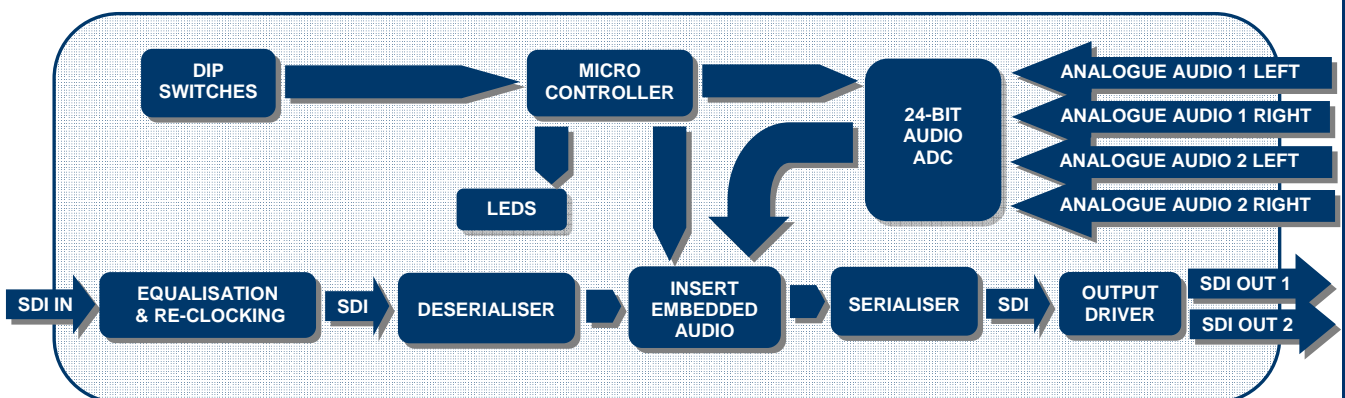 DIP
SWITCHES
MICRO
CONTROLLER
24-BIT
AUDIO
ADC
ANALOGUE AUDIO 1 LEFT
ANALOGUE AUDIO 1 RIGHT
ANALOGUE AUDIO 2 LEFT
ANALOGUE AUDIO 2 RIGHT
LEDS
SDI IN
EQUALISATION
& RE-CLOCKING
SDI
DESERIALISER
INSERT
EMBEDDED
AUDIO
SERIALISER
SDI
OUTPUT
DRIVER
SDI OUT 1
SDI OUT 2